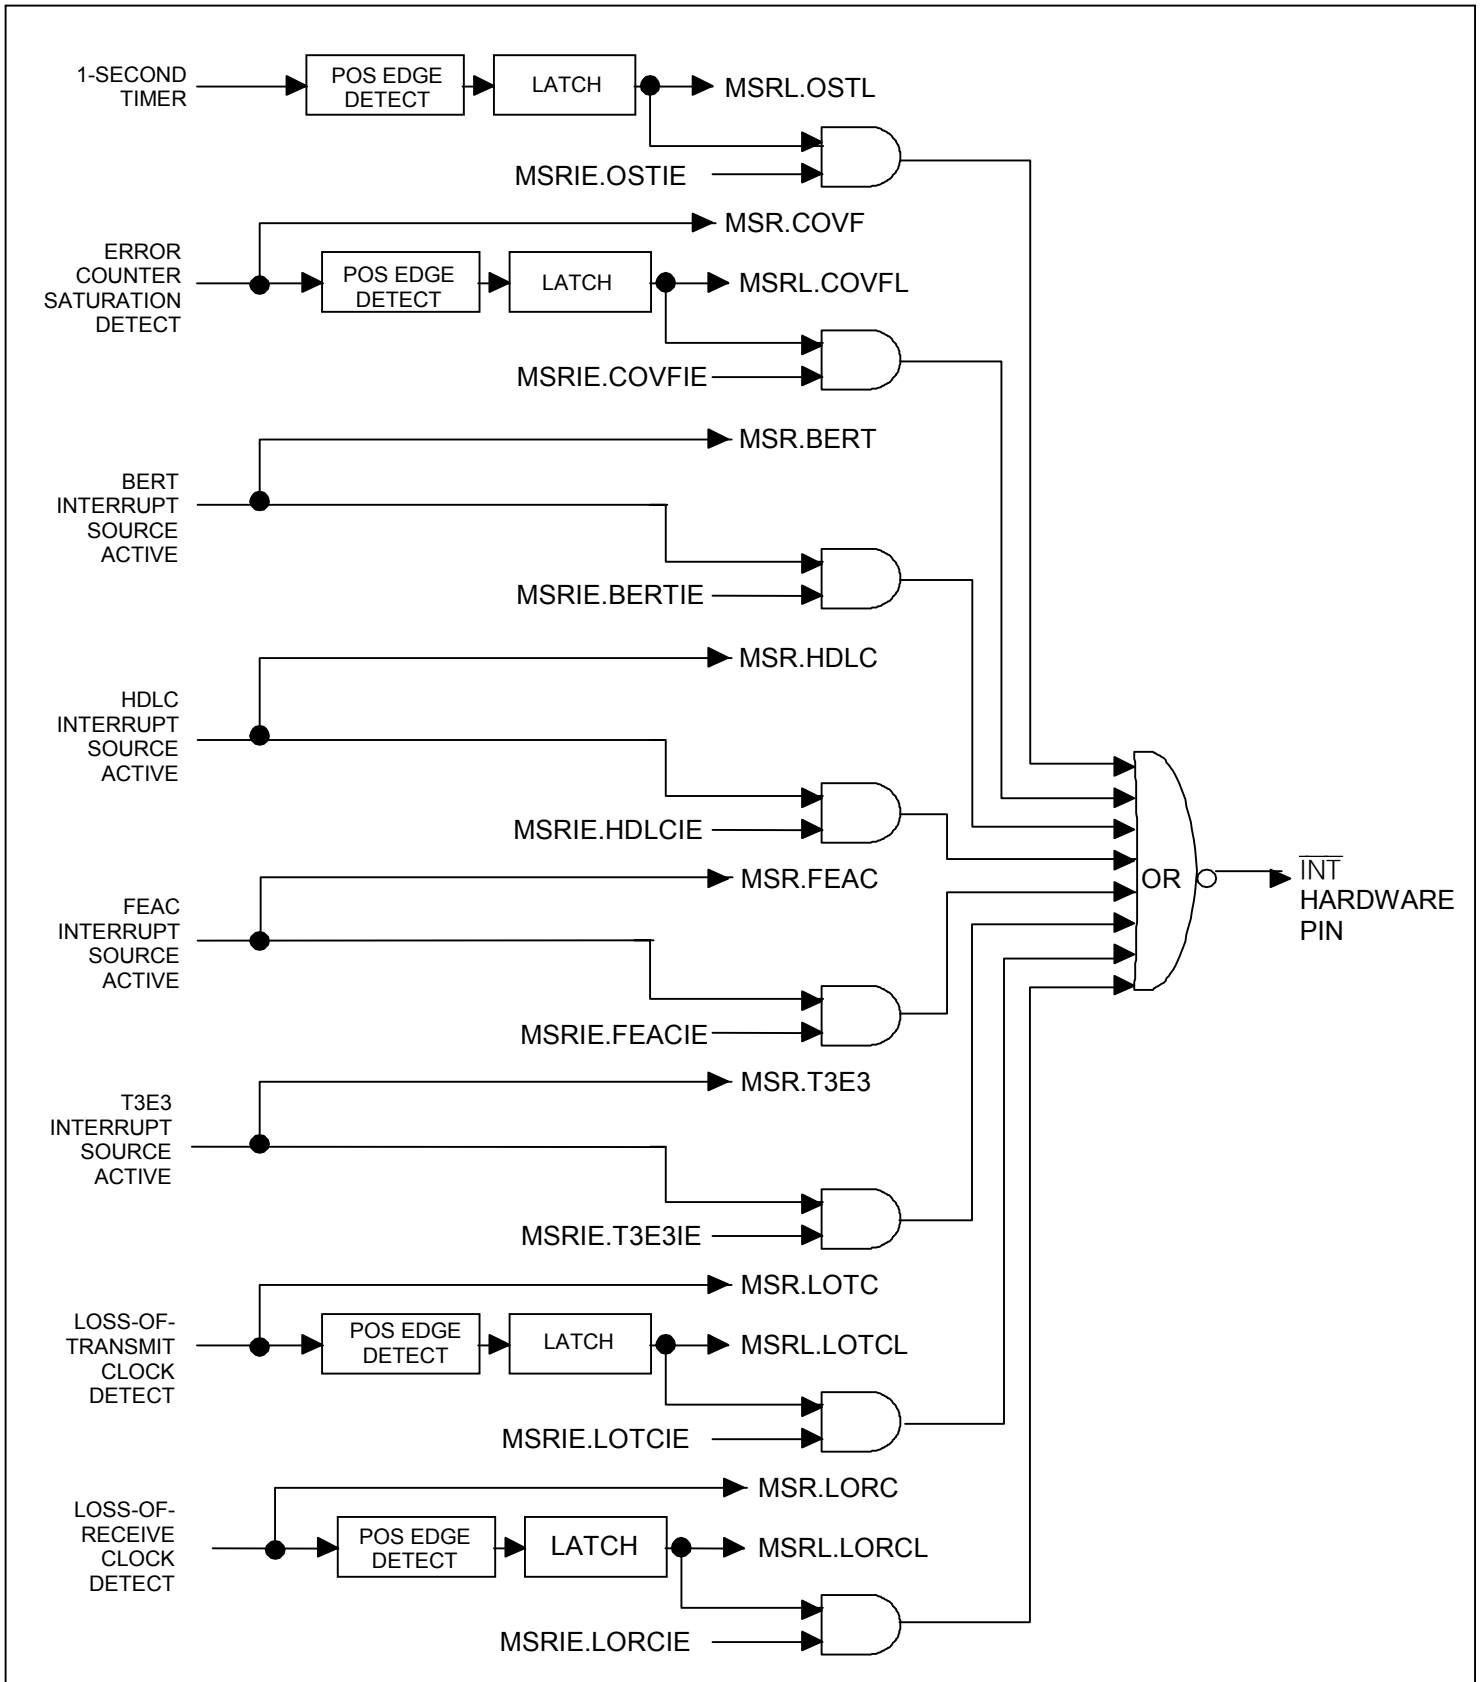 1-SECOND
TIMER
POS EDGE
DETECT
LATCH
MSRL.OSTL
MSRIE.OSTIE
MSR.COVF
ERROR
COUNTER
SATURATION
DETECT
POS EDGE
DETECT
LATCH
MSRL.COVFL
MSRIE.COVFIE
MSR.BERT
BERT
INTERRUPT
SOURCE
ACTIVE
MSRIE.BERTIE
MSR.HDLC
HDLC
INTERRUPT
SOURCE
ACTIVE
MSRIE.HDLCIE
MSR.FEAC
FEAC
INTERRUPT
SOURCE
ACTIVE
MSRIE.FEACIE
OR
INT
HARDWARE
PIN
MSR.T3E3
T3E3
INTERRUPT
SOURCE
ACTIVE
MSRIE.T3E3IE
MSR.LOTC
LOSS-OF-
TRANSMIT
CLOCK
DETECT
POS EDGE
DETECT
LATCH
MSRL.LOTCL
MSRIE.LOTCIE
MSR.LORC
LOSS-OF-
RECEIVE
CLOCK
DETECT
POS EDGE
DETECT
LATCH
MSRL.LORCL
MSRIE.LORCIE